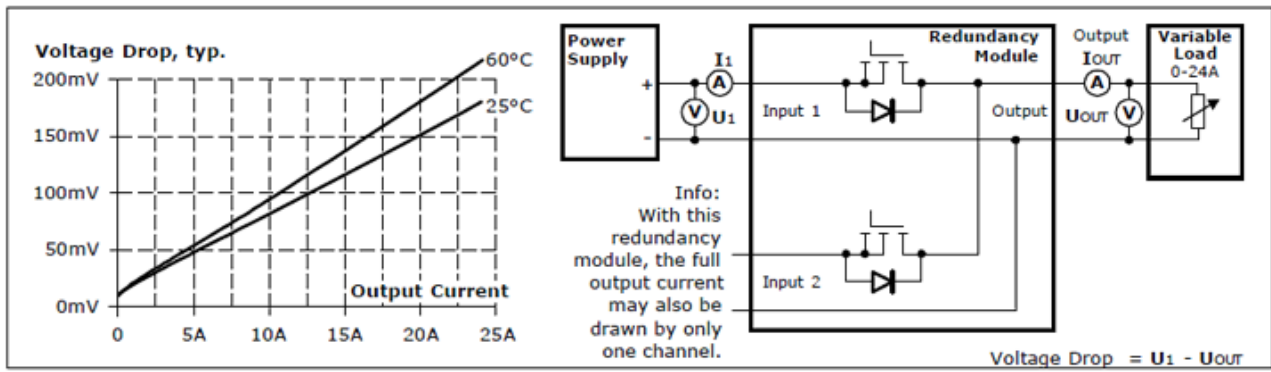 Voltage Drop, typ.
200mV
150mV
100mV
50mV
0mV
60°C
25°C
Output Current
0
5A
10A
15A
20A
25A
Power
Supply
+
-
I1
A
V
U1
Input 1
Redundancy
Module
Output
Output
IOUT
A
UOUT
V
Variable
Load
0-24A
Info:
With this
redundancy
module, the full
output current
may also be
drawn by only
one channel.
Input 2
Voltage Drop = U1 - UOUT